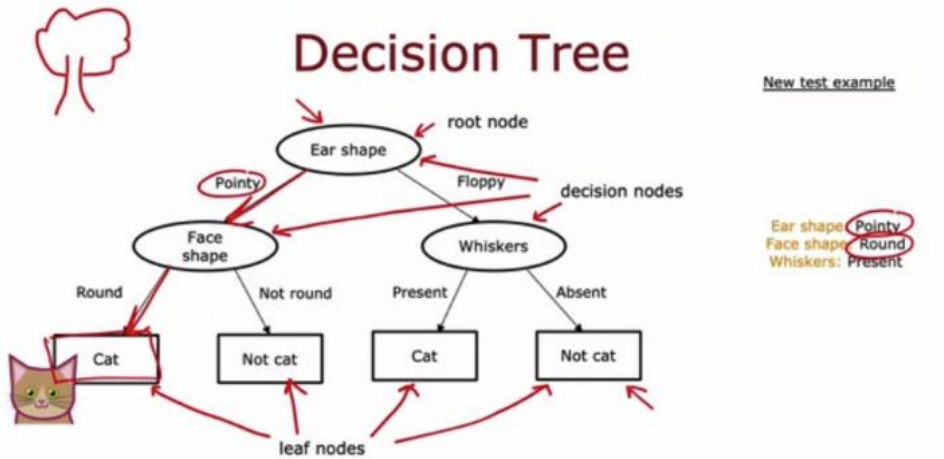 Decision Tree
New test example
root node
Ear shape
Pointy
Floppy
decision nodes
Ear shape: Pointy
Face shape: Round
Whiskers: Present
Face
shape
Whiskers
Round
Not round
Present
Absent
Cat
Not cat
Cat
Not cat
leaf nodes